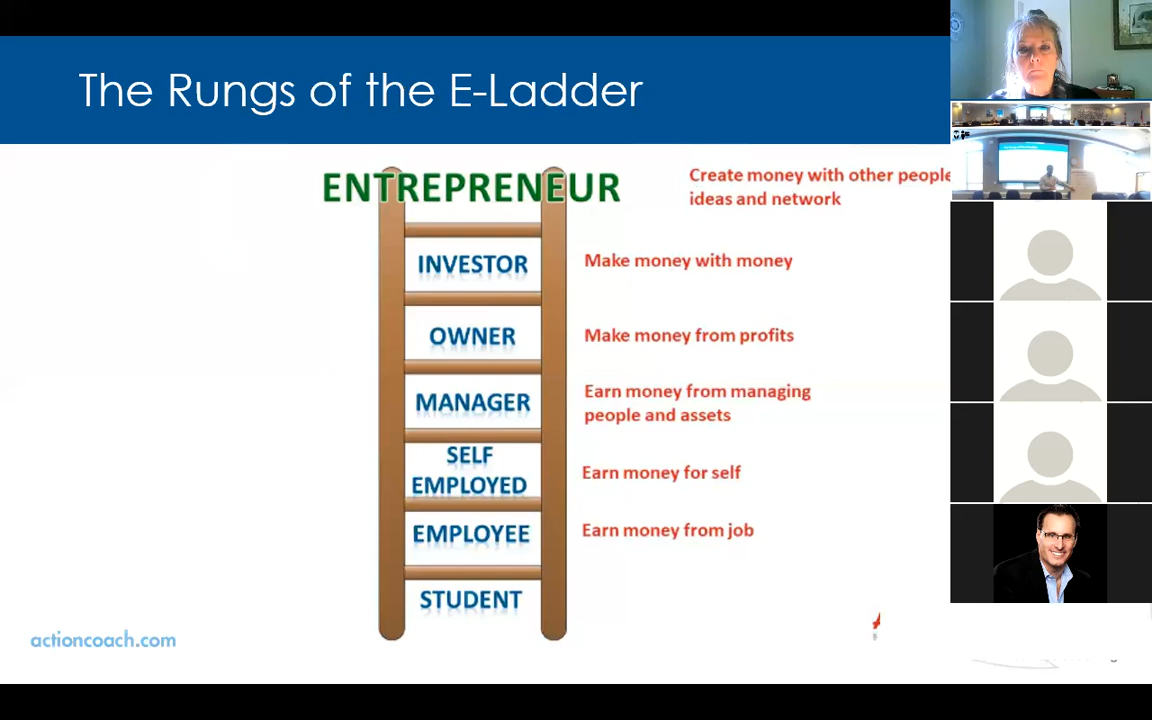 The Rungs of the E-Ladder
ENTREPRENEUR
Create money with other people
ideas and network
INVESTOR
Make money with money
OWNER
Make money from profits
MANAGER
Earn money from managing
people and assets
SELF
EMPLOYED
Earn money for self
EMPLOYEE
Earn money from job
STUDENT
actioncoach.com